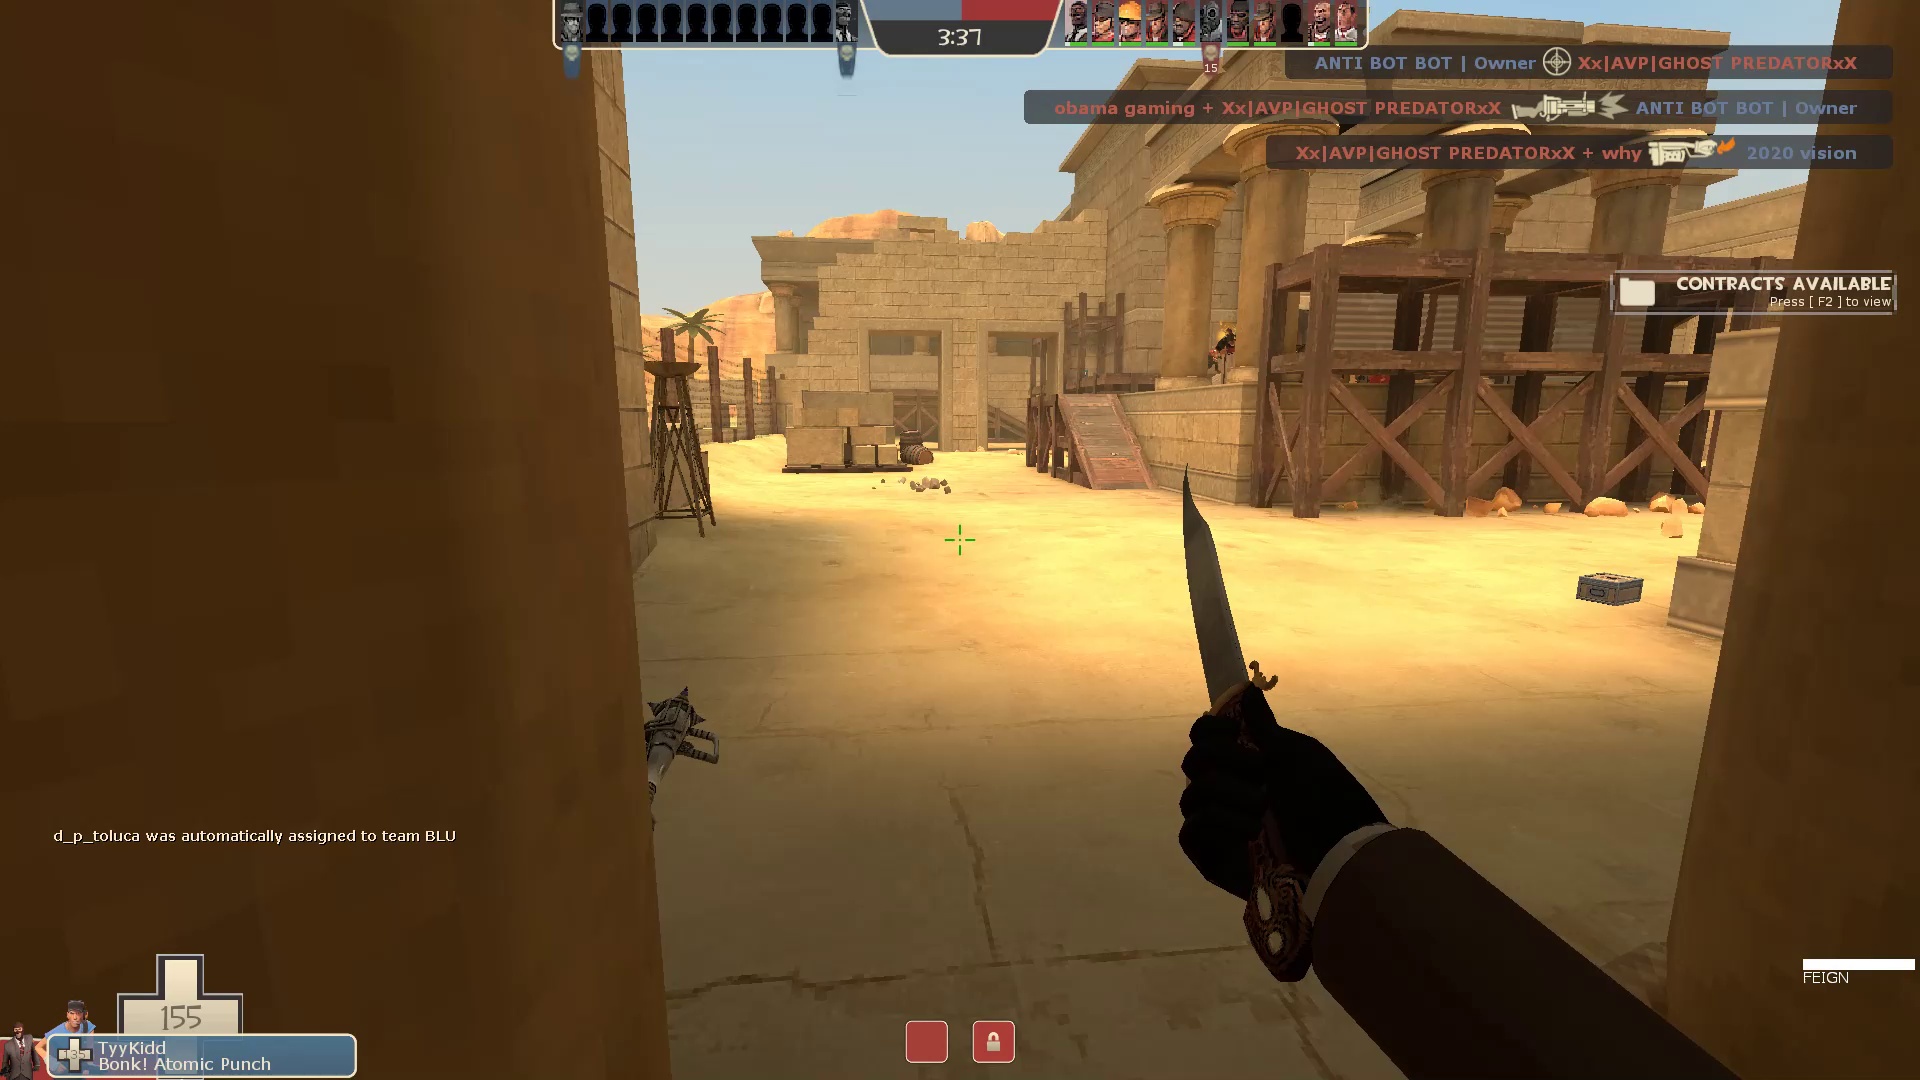 3:37
15
ANTI BOT BOT | Owner Xx|AVP|GHOST PREDATORxX
obama gaming + Xx|AVP|GHOST PREDATORxX ANTI BOT BOT | Owner
Xx|AVP|GHOST PREDATORxX + why 2020 vision
CONTRACTS AVAILABLE
Press [ F2 ] to view
d_p_toluca was automatically assigned to team BLU
FEIGN
155
TyyKidd
135
Bonk! Atomic Punch